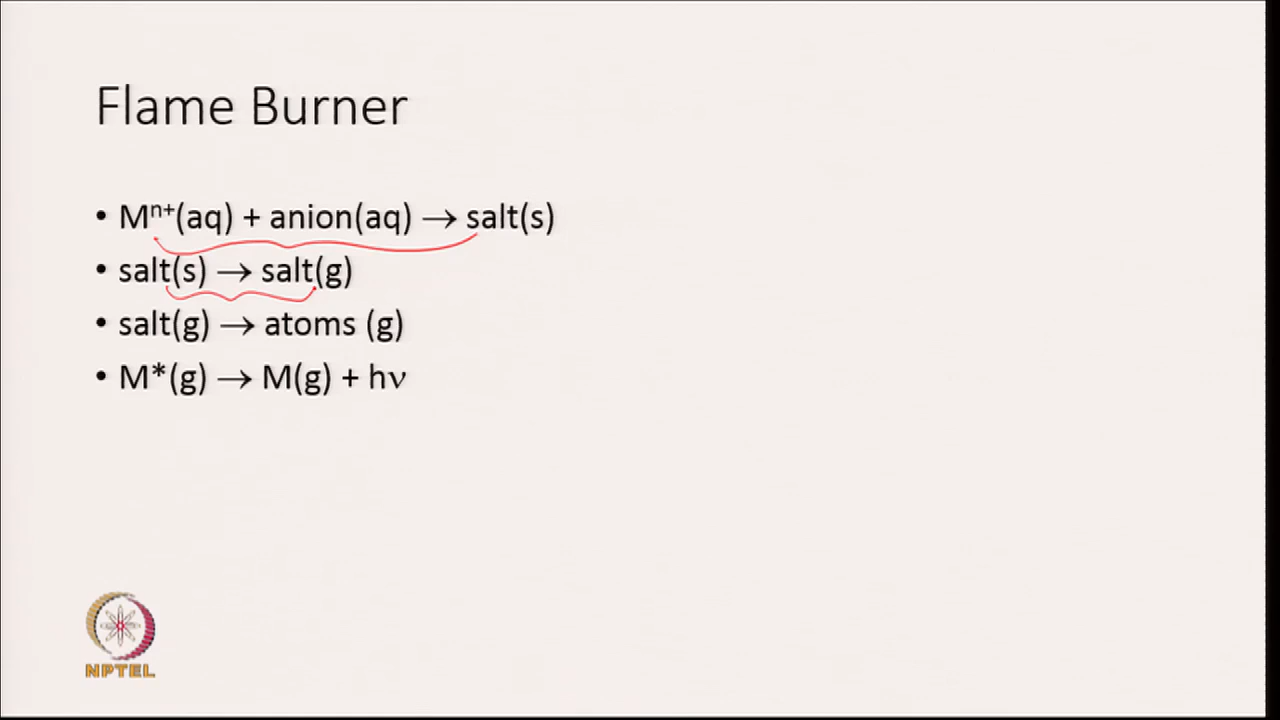 Flame Burner
• Mⁿ⁺(aq) + anion(aq) → salt(s)
• salt(s) → salt(g)
• salt(g) → atoms (g)
• M*(g) → M(g) + hν
NPTEL